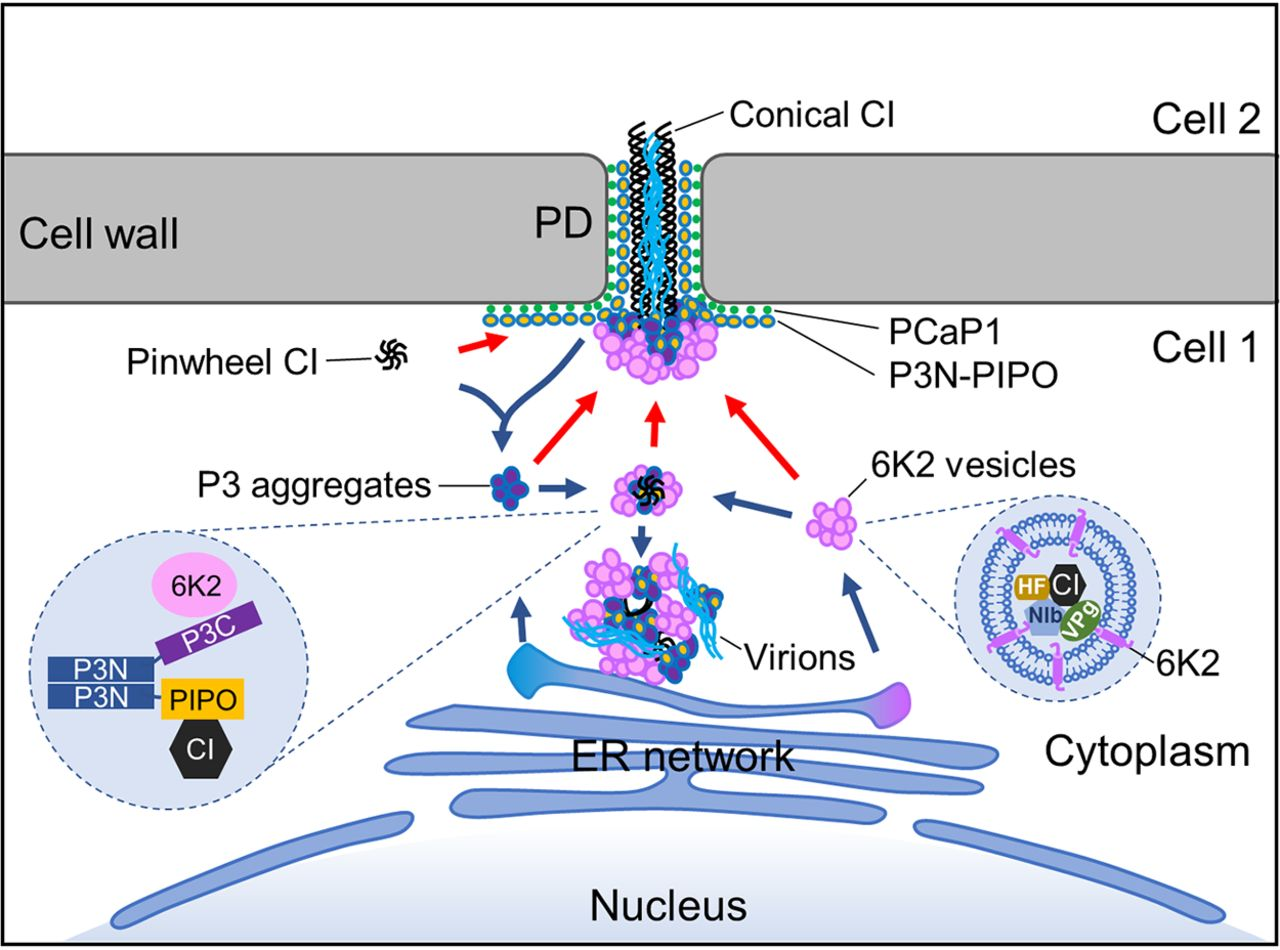 Conical CI
Cell 2
Cell wall
PD
PCaP1
Cell 1
Pinwheel CI
P3N-PIPO
6K2 vesicles
P3 aggregates
6K2
P3C
P3N
P3N
PIPO
CI
HF
CI
NIb
VPg
6K2
Virions
ER network
Cytoplasm
Nucleus